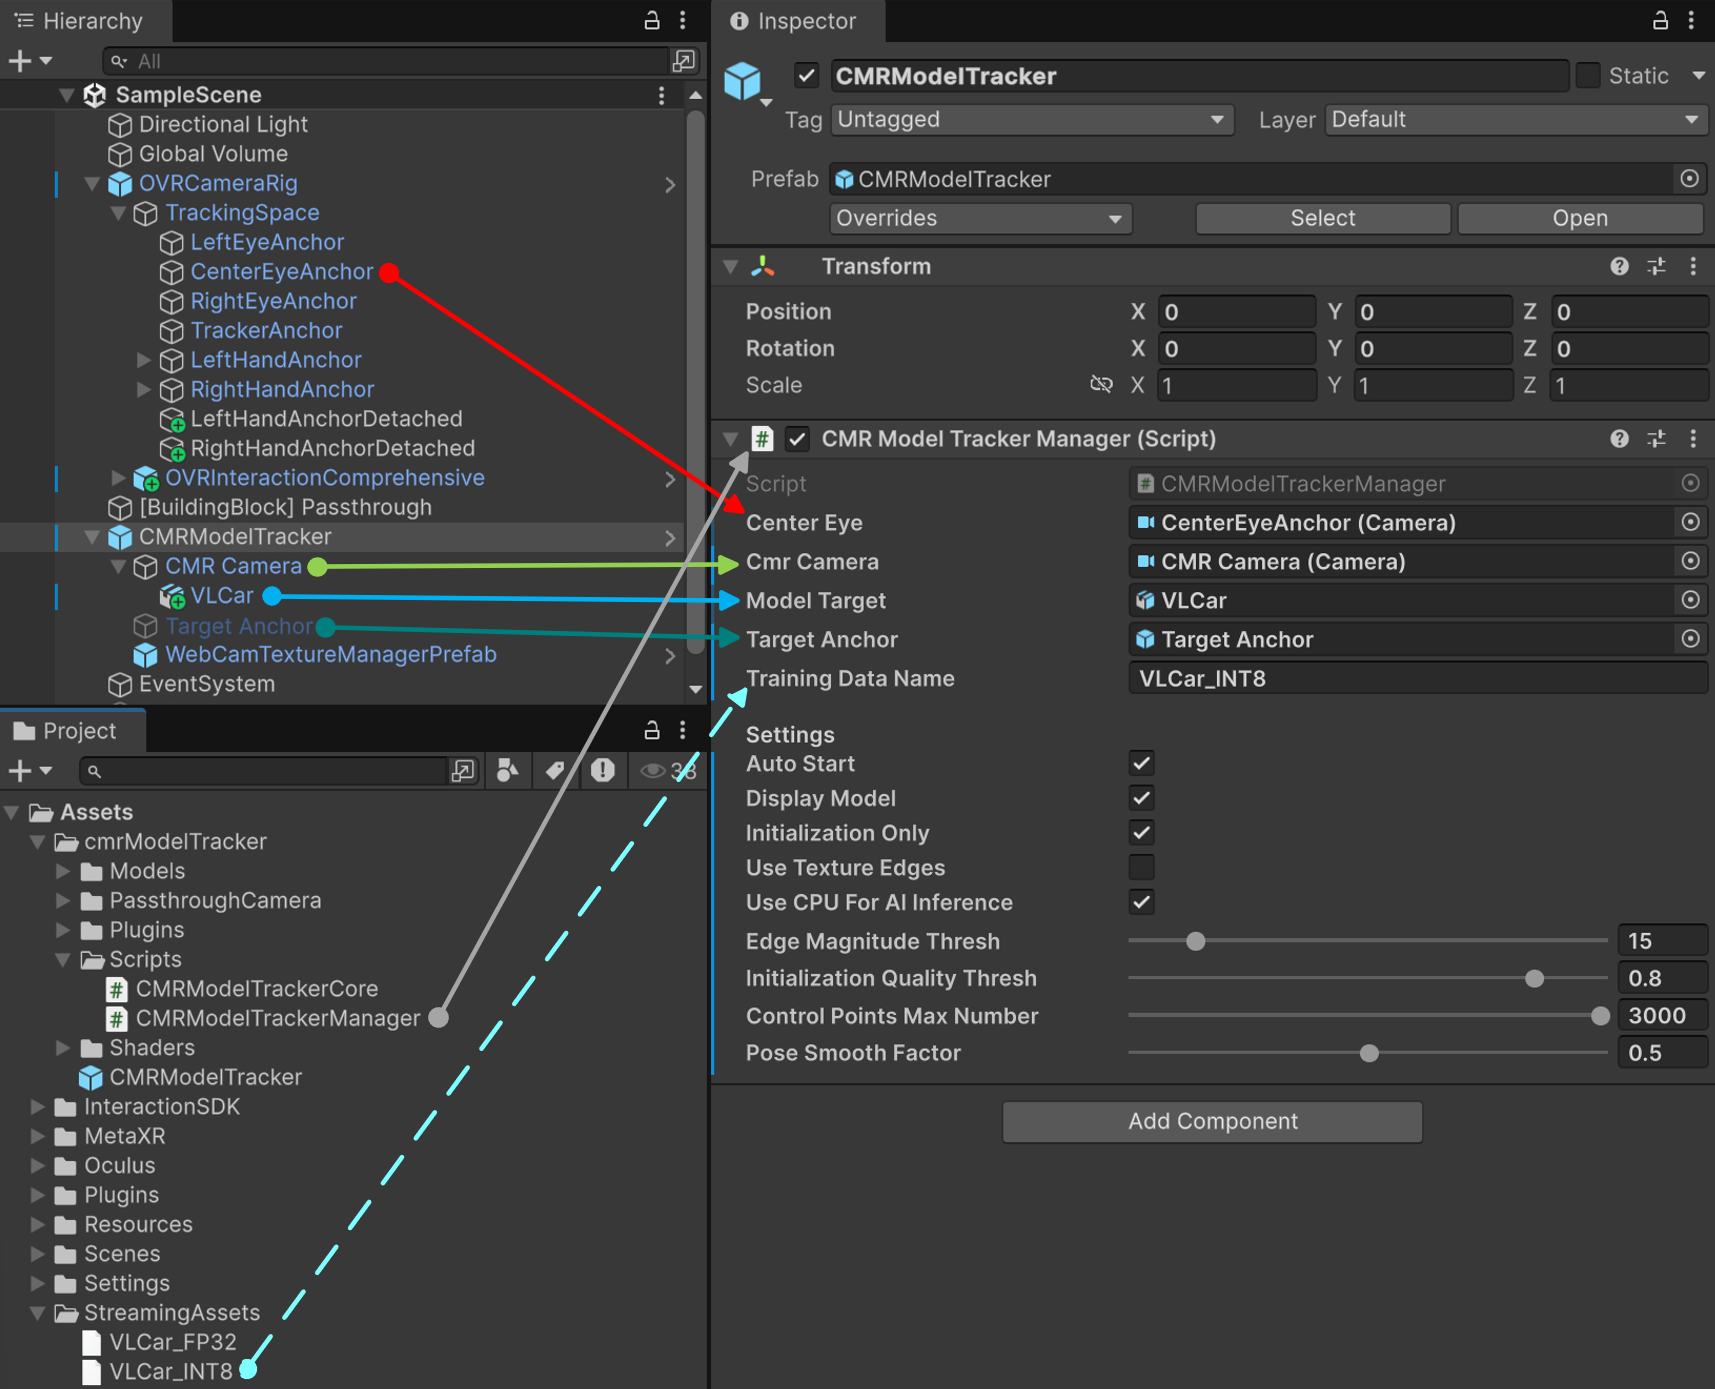 Hierarchy
All
SampleScene
Directional Light
Global Volume
OVRCameraRig
TrackingSpace
LeftEyeAnchor
CenterEyeAnchor
RightEyeAnchor
TrackerAnchor
LeftHandAnchor
RightHandAnchor
LeftHandAnchorDetached
RightHandAnchorDetached
OVRInteractionComprehensive
[BuildingBlock] Passthrough
CMRModelTracker
CMR Camera
VLCar
Target Anchor
WebCamTextureManagerPrefab
EventSystem
Project
38
Assets
cmrModelTracker
Models
PassthroughCamera
Plugins
Scripts
CMRModelTrackerCore
CMRModelTrackerManager
Shaders
CMRModelTracker
InteractionSDK
MetaXR
Oculus
Plugins
Resources
Scenes
Settings
StreamingAssets
VLCar_FP32
VLCar_INT8
Inspector
CMRModelTracker Static
Tag Untagged Layer Default
Prefab CMRModelTracker
Overrides Select Open
Transform
Position X 0 Y 0 Z 0
Rotation X 0 Y 0 Z 0
Scale X 1 Y 1 Z 1
# CMR Model Tracker Manager (Script)
Script # CMRModelTrackerManager
Center Eye CenterEyeAnchor (Camera)
Cmr Camera CMR Camera (Camera)
Model Target VLCar
Target Anchor Target Anchor
Training Data Name VLCar_INT8
Settings
Auto Start
Display Model
Initialization Only
Use Texture Edges
Use CPU For AI Inference
Edge Magnitude Thresh 15
Initialization Quality Thresh 0.8
Control Points Max Number 3000
Pose Smooth Factor 0.5
Add Component